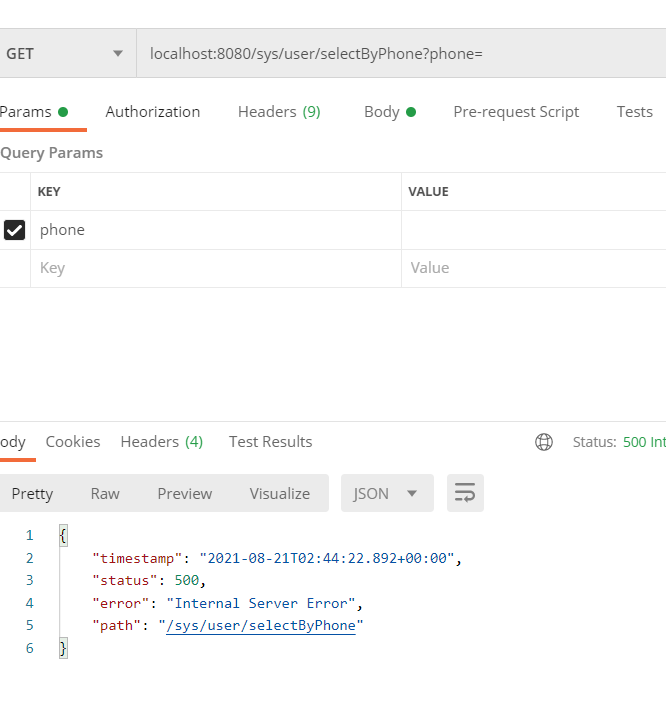 GET localhost:8080/sys/user/selectByPhone?phone=
Params Authorization Headers (9) Body Pre-request Script Tests
Query Params
KEY VALUE
phone
Key Value
ody Cookies Headers (4) Test Results Status: 500 Int
Pretty Raw Preview Visualize JSON
1 {
2 "timestamp": "2021-08-21T02:44:22.892+00:00",
3 "status": 500,
4 "error": "Internal Server Error",
5 "path": "/sys/user/selectByPhone"
6 }